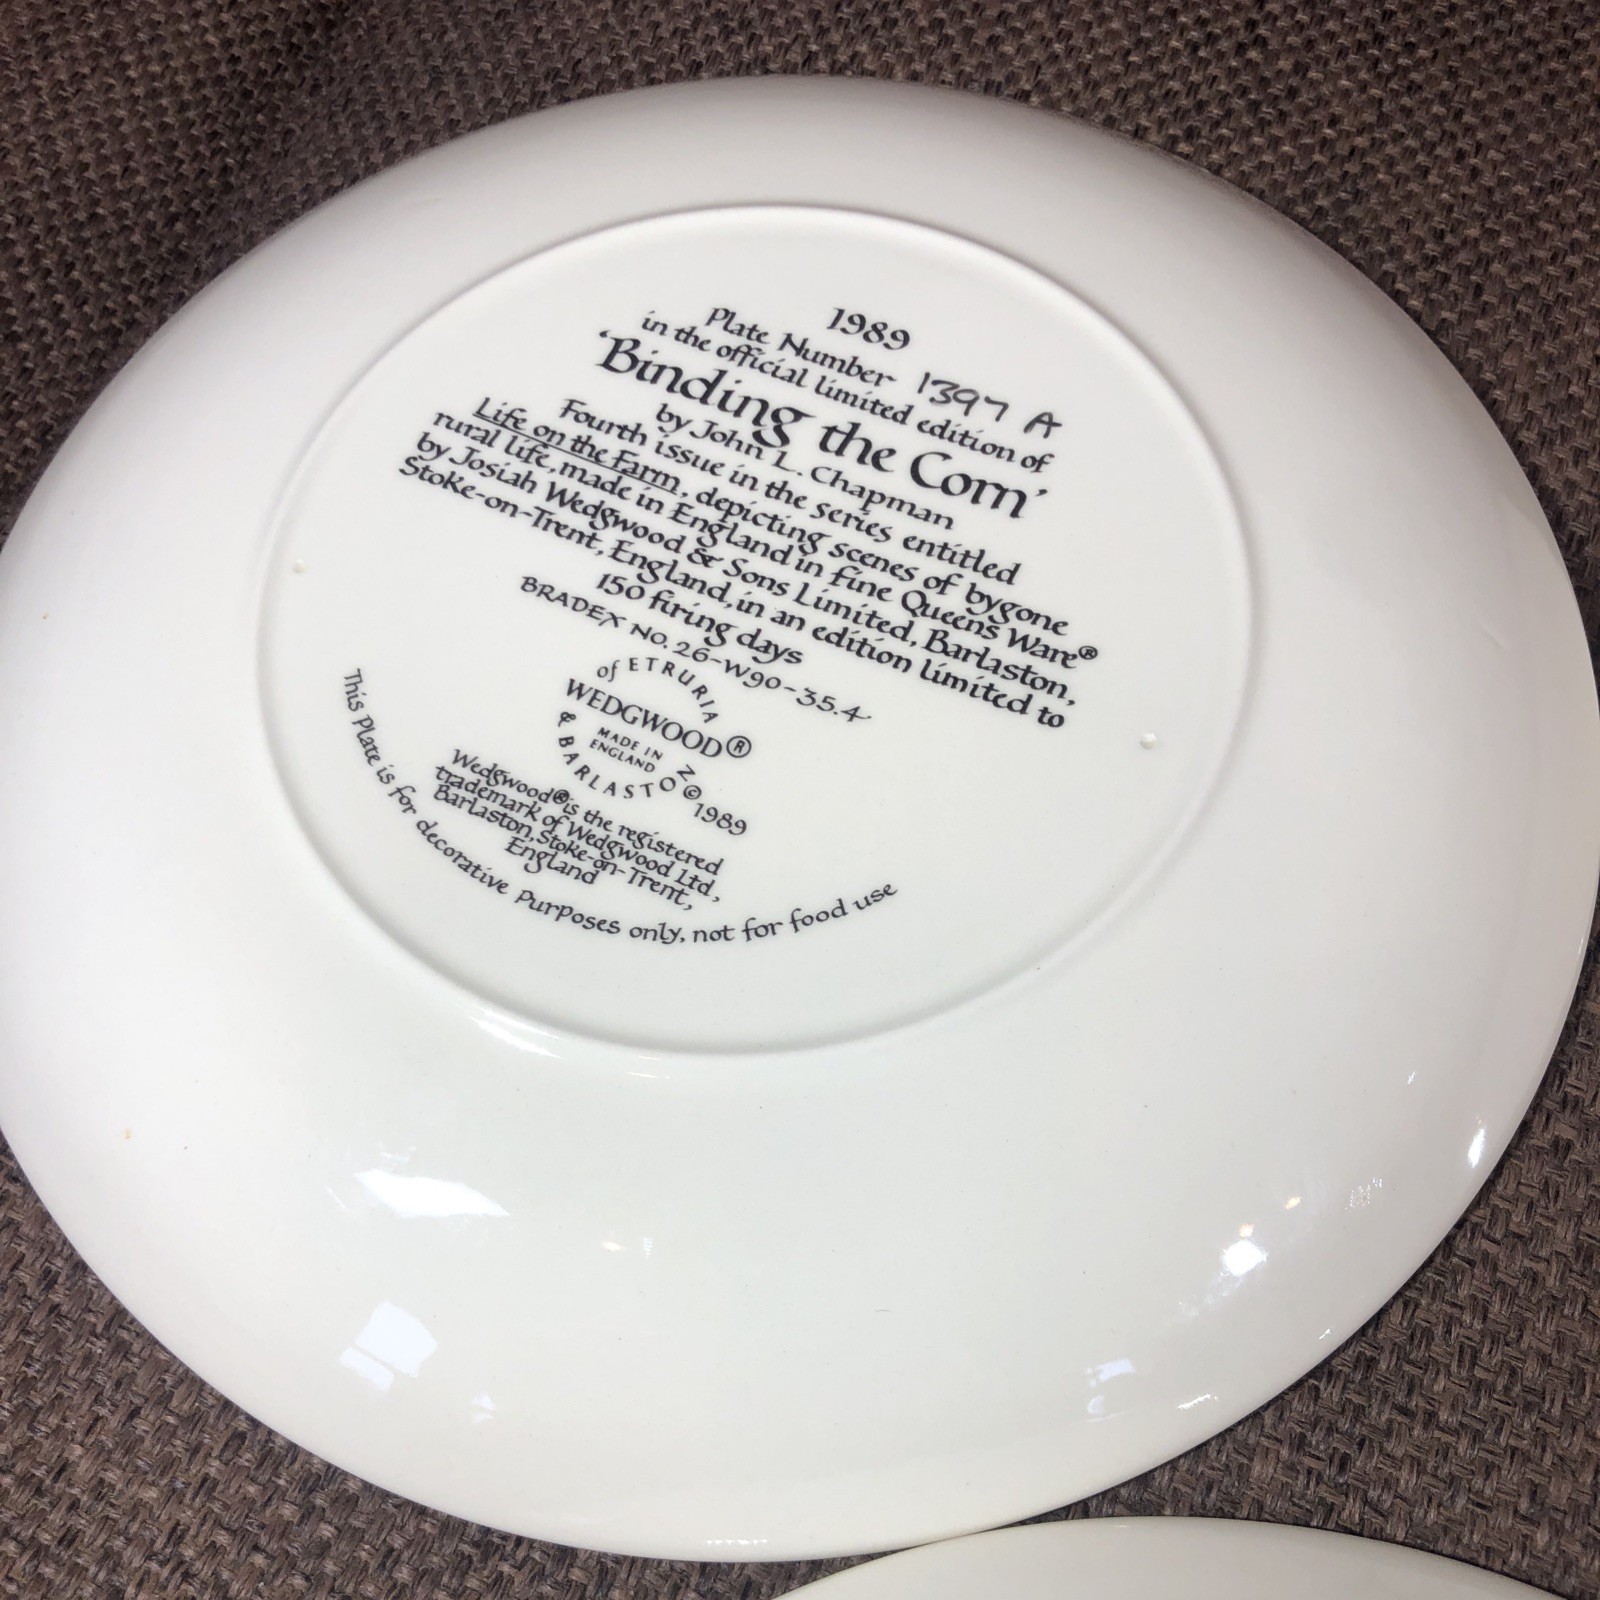 1989
Plate Number 1397 A
in the official limited edition of
'Binding the Corn'
by John L. Chapman
Fourth issue in the series entitled
Life on the Farm, depicting scenes of bygone
rural life, made in England in fine Queens Ware®
by Josiah Wedgwood & Sons Limited, Barlaston,
Stoke-on-Trent, England, in an edition limited to
150 firing days
BRADEX No. 26-W90-35.4
of ETRURIA
WEDGWOOD®
MADE IN
ENGLAND
& BARLASTON
© 1989
Wedgwood® is the registered
trademark of Wedgwood Ltd,
Barlaston, Stoke-on-Trent,
England
This Plate is for decorative Purposes only, not for food use